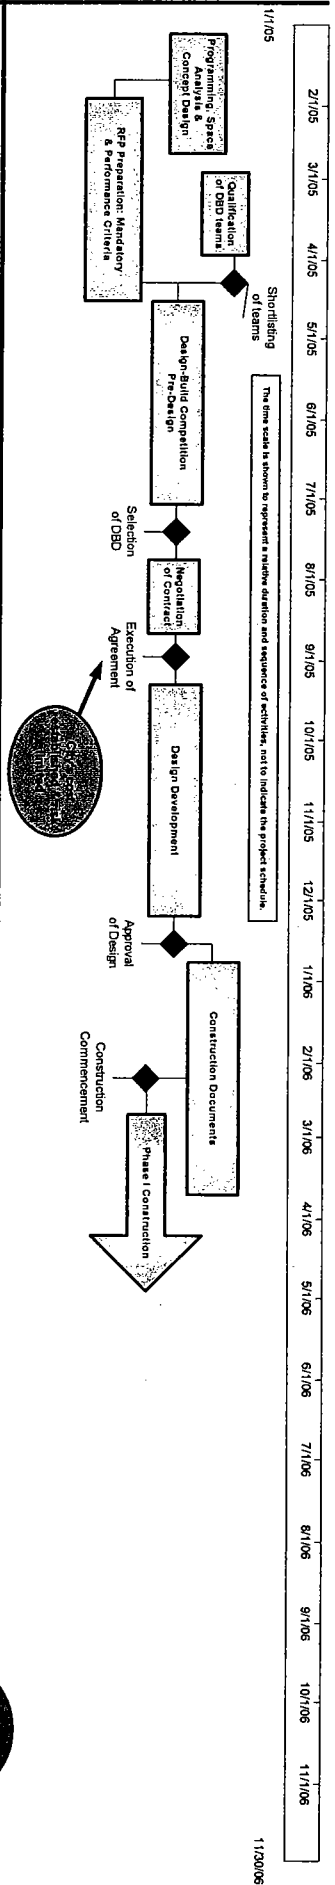 1/1/05
2/1/05
3/1/05
4/1/05
5/1/05
6/1/05
7/1/05
8/1/05
9/1/05
10/1/05
11/1/05
12/1/05
1/1/06
2/1/06
3/1/06
4/1/06
5/1/06
6/1/06
7/1/06
8/1/06
9/1/06
10/1/06
11/1/06
11/30/06
The time scale is shown to represent a relative duration and sequence of activities, not to indicate the project schedule.
Programming, Space
Analysis &
Concept Design
Qualification
of DBD teams
Shortlisting
of teams
RFP Preparation: Mandatory
& Performance Criteria
Design-Build Competition
Pre-Design
Selection
of DBD
Negotiation
of Contract
Execution of
Agreement
Design Development
Approval
of Design
Construction Documents
Construction
Commencement
Phase I Construction